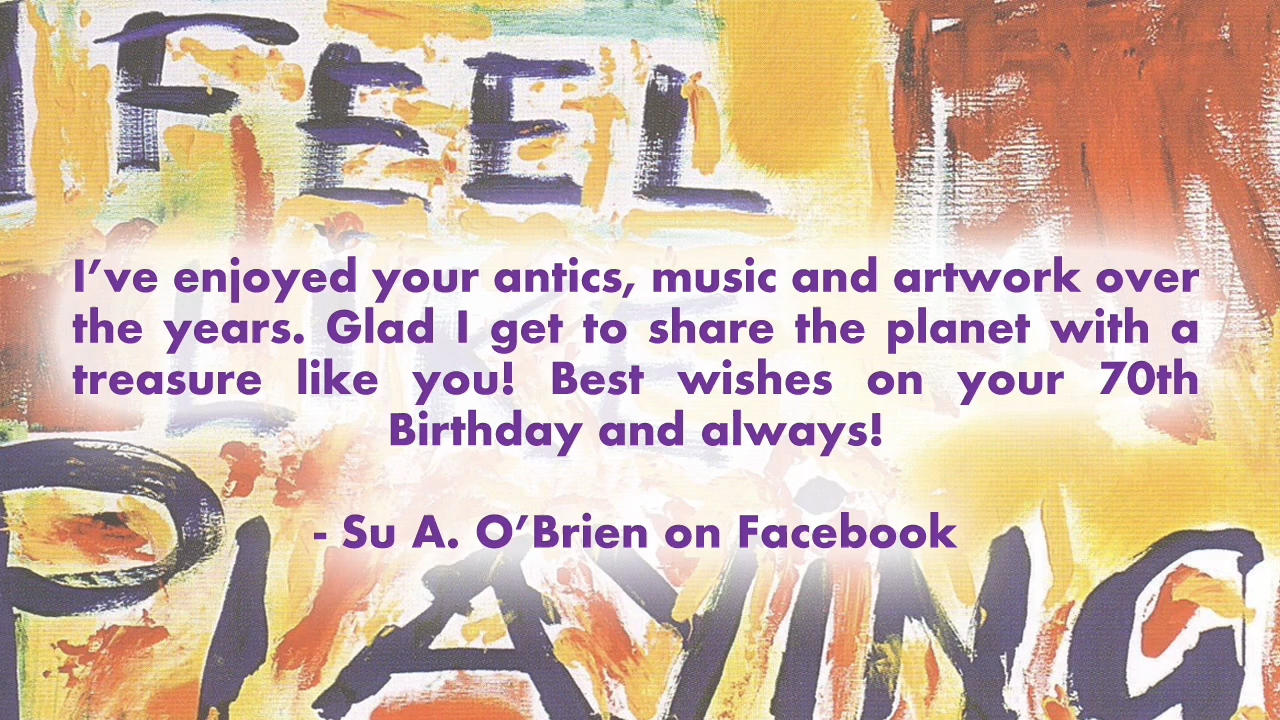 I FEEL
I’ve enjoyed your antics, music and artwork over
the years. Glad I get to share the planet with a
treasure like you! Best wishes on your 70th
Birthday and always!
- Su A. O’Brien on Facebook
PLAYING